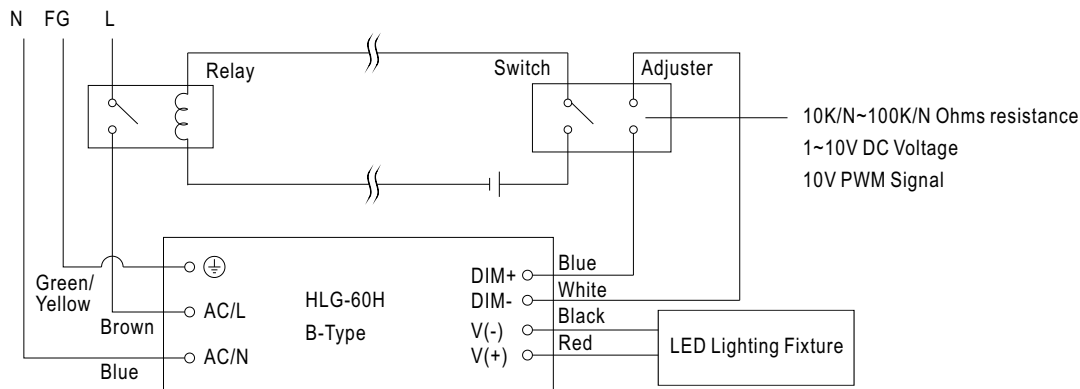 N FG L
Relay
Switch
Adjuster
10K/N~100K/N Ohms resistance
1~10V DC Voltage
10V PWM Signal
Green/
Yellow
Brown
Blue
AC/L
AC/N
HLG-60H
B-Type
DIM+
DIM-
V(-)
V(+)
Blue
White
Black
Red
LED Lighting Fixture